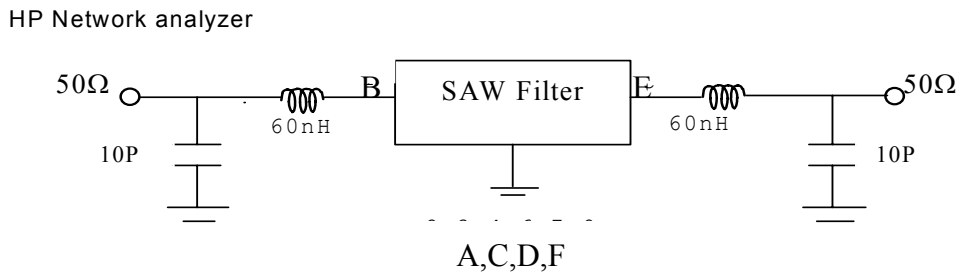 HP Network analyzer
50Ω B SAW Filter E 50Ω
60nH 60nH
10P 10P
A,C,D,F